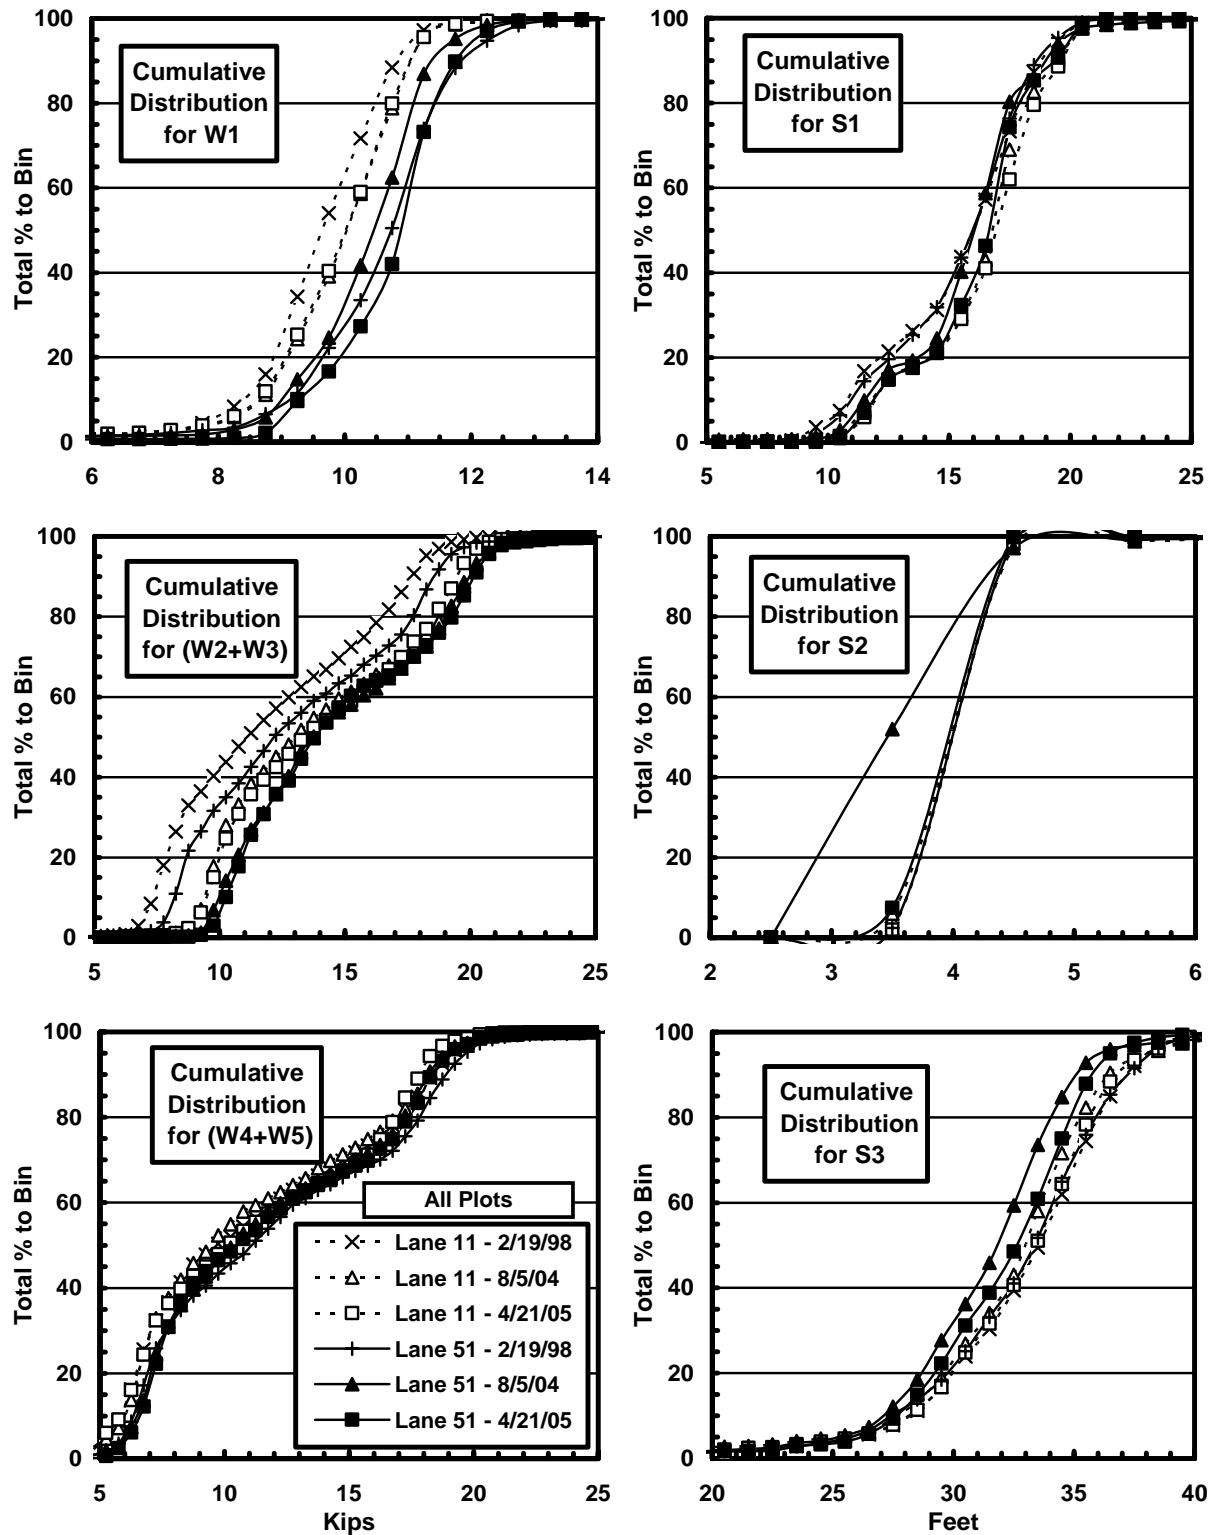 Cumulative
Distribution
for W1
Total % to Bin
100
80
60
40
20
0
6 8 10 12 14
Cumulative
Distribution
for S1
Total % to Bin
100
80
60
40
20
0
5 10 15 20 25
Cumulative
Distribution
for (W2+W3)
Total % to Bin
100
80
60
40
20
0
5 10 15 20 25
Cumulative
Distribution
for S2
Total % to Bin
100
80
60
40
20
0
2 3 4 5 6
Cumulative
Distribution
for (W4+W5)
Total % to Bin
100
80
60
40
20
0
5 10 15 20 25
Kips
All Plots
Lane 11 - 2/19/98
Lane 11 - 8/5/04
Lane 11 - 4/21/05
Lane 51 - 2/19/98
Lane 51 - 8/5/04
Lane 51 - 4/21/05
Cumulative
Distribution
for S3
Total % to Bin
100
80
60
40
20
0
20 25 30 35 40
Feet